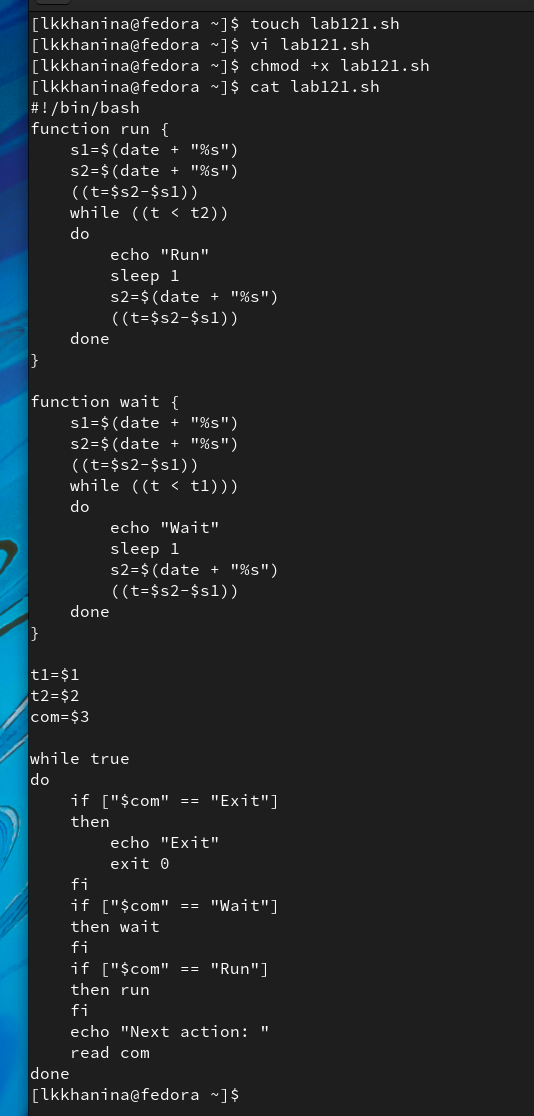 [lkkhanina@fedora ~]$ touch lab121.sh
[lkkhanina@fedora ~]$ vi lab121.sh
[lkkhanina@fedora ~]$ chmod +x lab121.sh
[lkkhanina@fedora ~]$ cat lab121.sh
#!/bin/bash
function run {
    s1=$(date + "%s")
    s2=$(date + "%s")
    ((t=$s2-$s1))
    while ((t < t2))
    do
        echo "Run"
        sleep 1
        s2=$(date + "%s")
        ((t=$s2-$s1))
    done
}

function wait {
    s1=$(date + "%s")
    s2=$(date + "%s")
    ((t=$s2-$s1))
    while ((t < t1)))
    do
        echo "Wait"
        sleep 1
        s2=$(date + "%s")
        ((t=$s2-$s1))
    done
}

t1=$1
t2=$2
com=$3

while true
do
    if ["$com" == "Exit"]
    then
        echo "Exit"
        exit 0
    fi
    if ["$com" == "Wait"]
    then wait
    fi
    if ["$com" == "Run"]
    then run
    fi
    echo "Next action: "
    read com
done
[lkkhanina@fedora ~]$